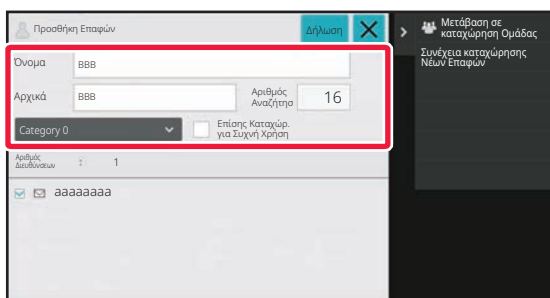 Προσθήκη Επαφών
Δήλωση
Όνομα
BBB
Αρχικά
BBB
Αριθμός
Αναζήτησ
16
Category 0
Επίσης Καταχώρ.
για Συχνή Χρήση
Αριθμός
Διευθύνσεων
:
1
aaaaaaaa
Μετάβαση σε
καταχώρηση Ομάδας
Συνέχεια καταχώρησης
Νέων Επαφών